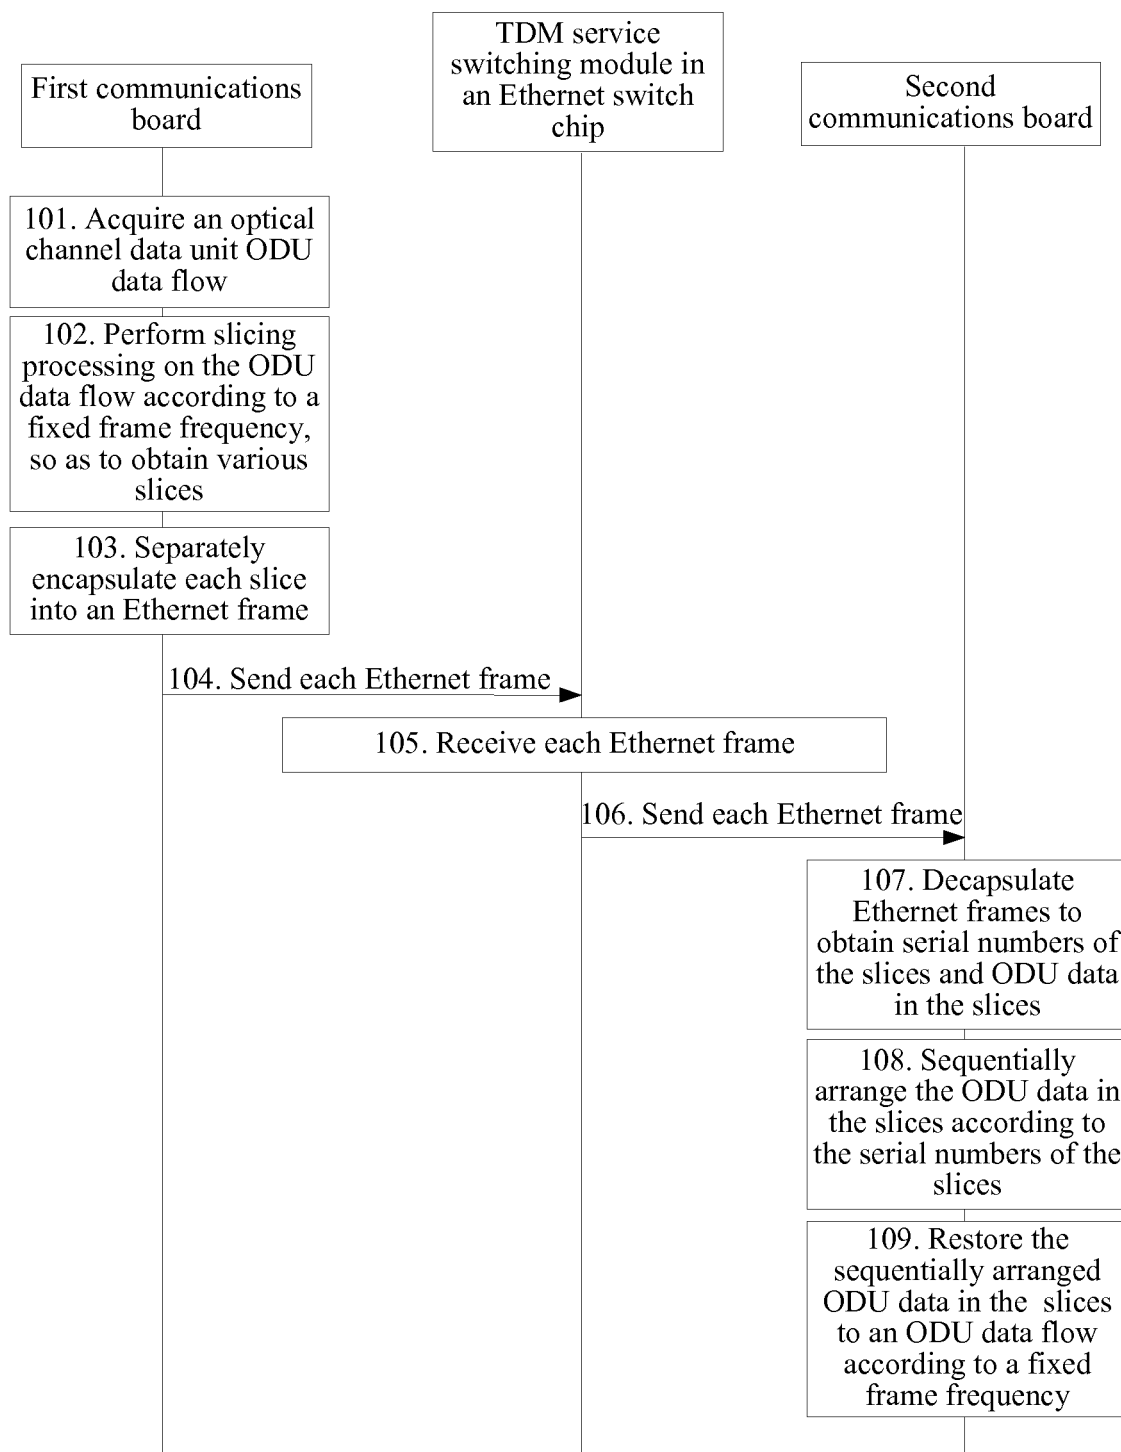 First communications
board
TDM service
switching module in
an Ethernet switch
chip
Second
communications board
101. Acquire an optical
channel data unit ODU
data flow
102. Perform slicing
processing on the ODU
data flow according to a
fixed frame frequency,
so as to obtain various
slices
103. Separately
encapsulate each slice
into an Ethernet frame
104. Send each Ethernet frame
105. Receive each Ethernet frame
106. Send each Ethernet frame
107. Decapsulate
Ethernet frames to
obtain serial numbers of
the slices and ODU data
in the slices
108. Sequentially
arrange the ODU data in
the slices according to
the serial numbers of the
slices
109. Restore the
sequentially arranged
ODU data in the slices
to an ODU data flow
according to a fixed
frame frequency